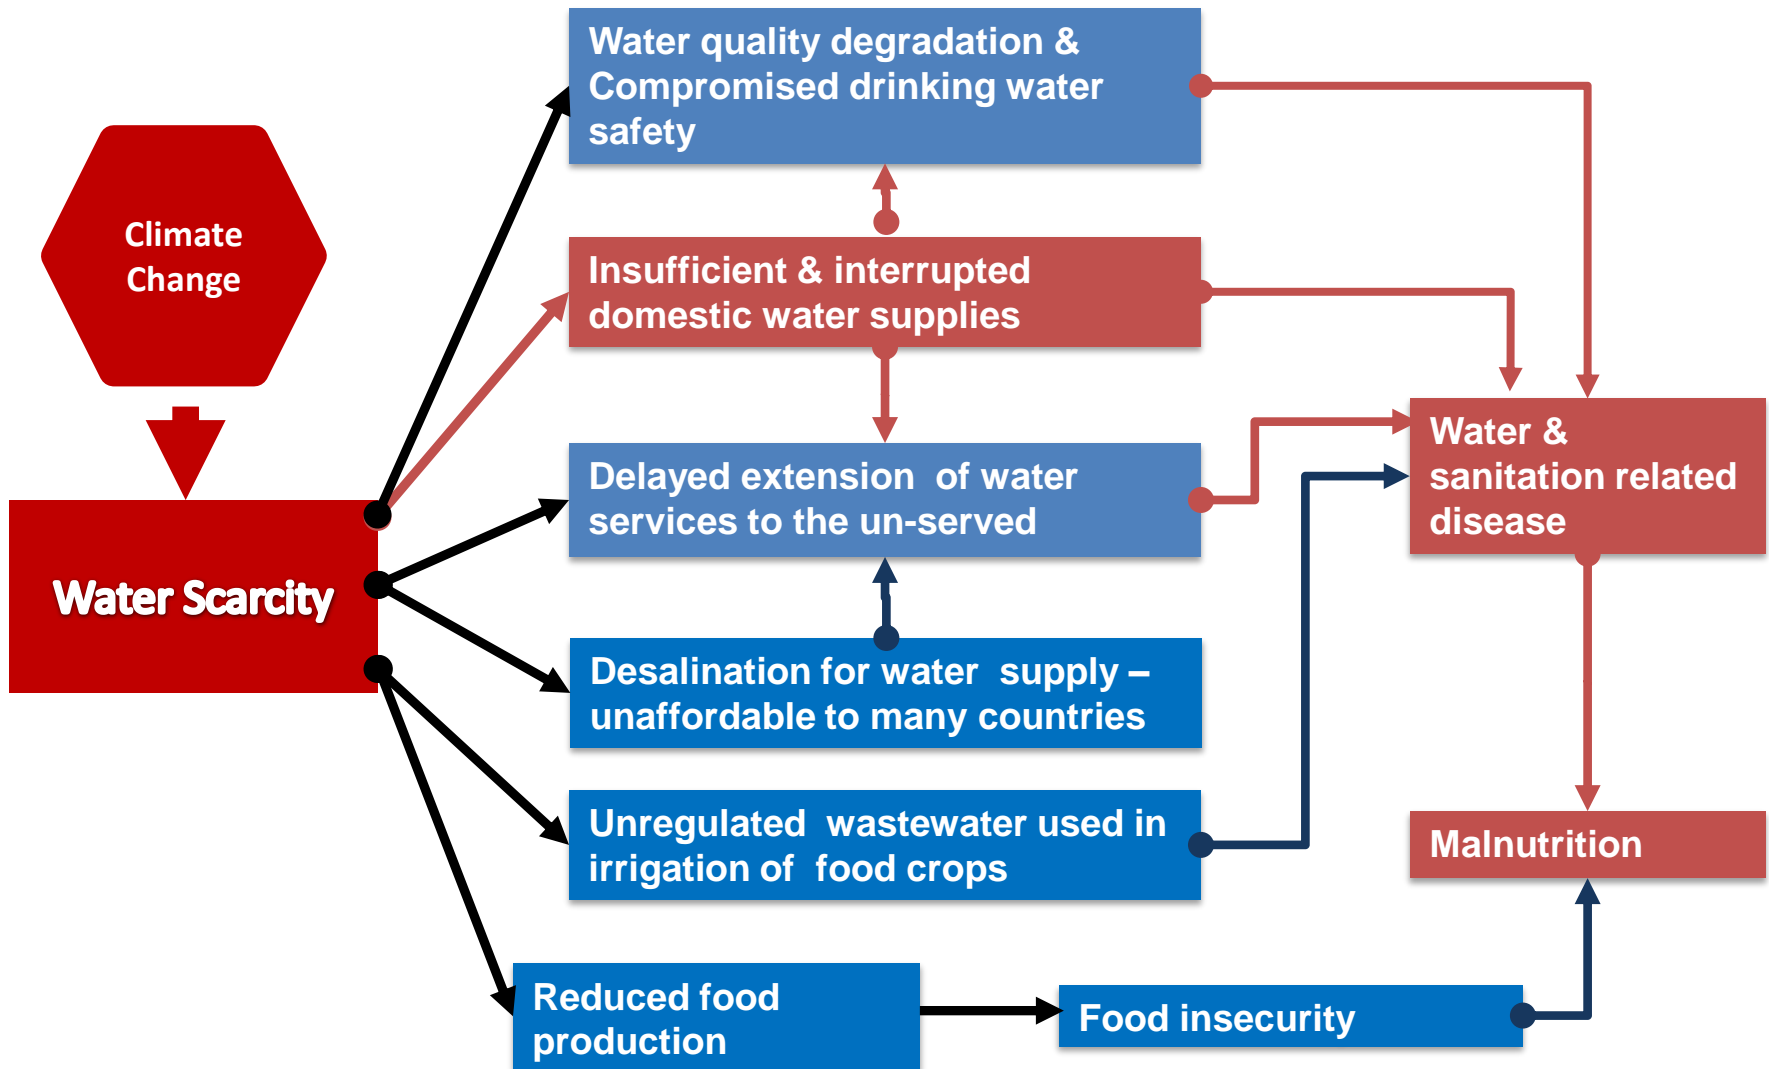 Water quality degradation &
Compromised drinking water
safety
Climate
Change
Insufficient & interrupted
domestic water supplies
Water &
sanitation related
disease
Delayed extension of water
services to the un-served
Water Scarcity
Desalination for water supply –
unaffordable to many countries
Unregulated wastewater used in
irrigation of food crops
Malnutrition
Reduced food
production
Food insecurity